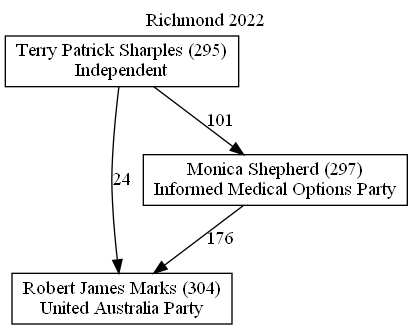 Richmond 2022
Terry Patrick Sharples (295)
Independent
101
Monica Shepherd (297)
Informed Medical Options Party
24
176
Robert James Marks (304)
United Australia Party